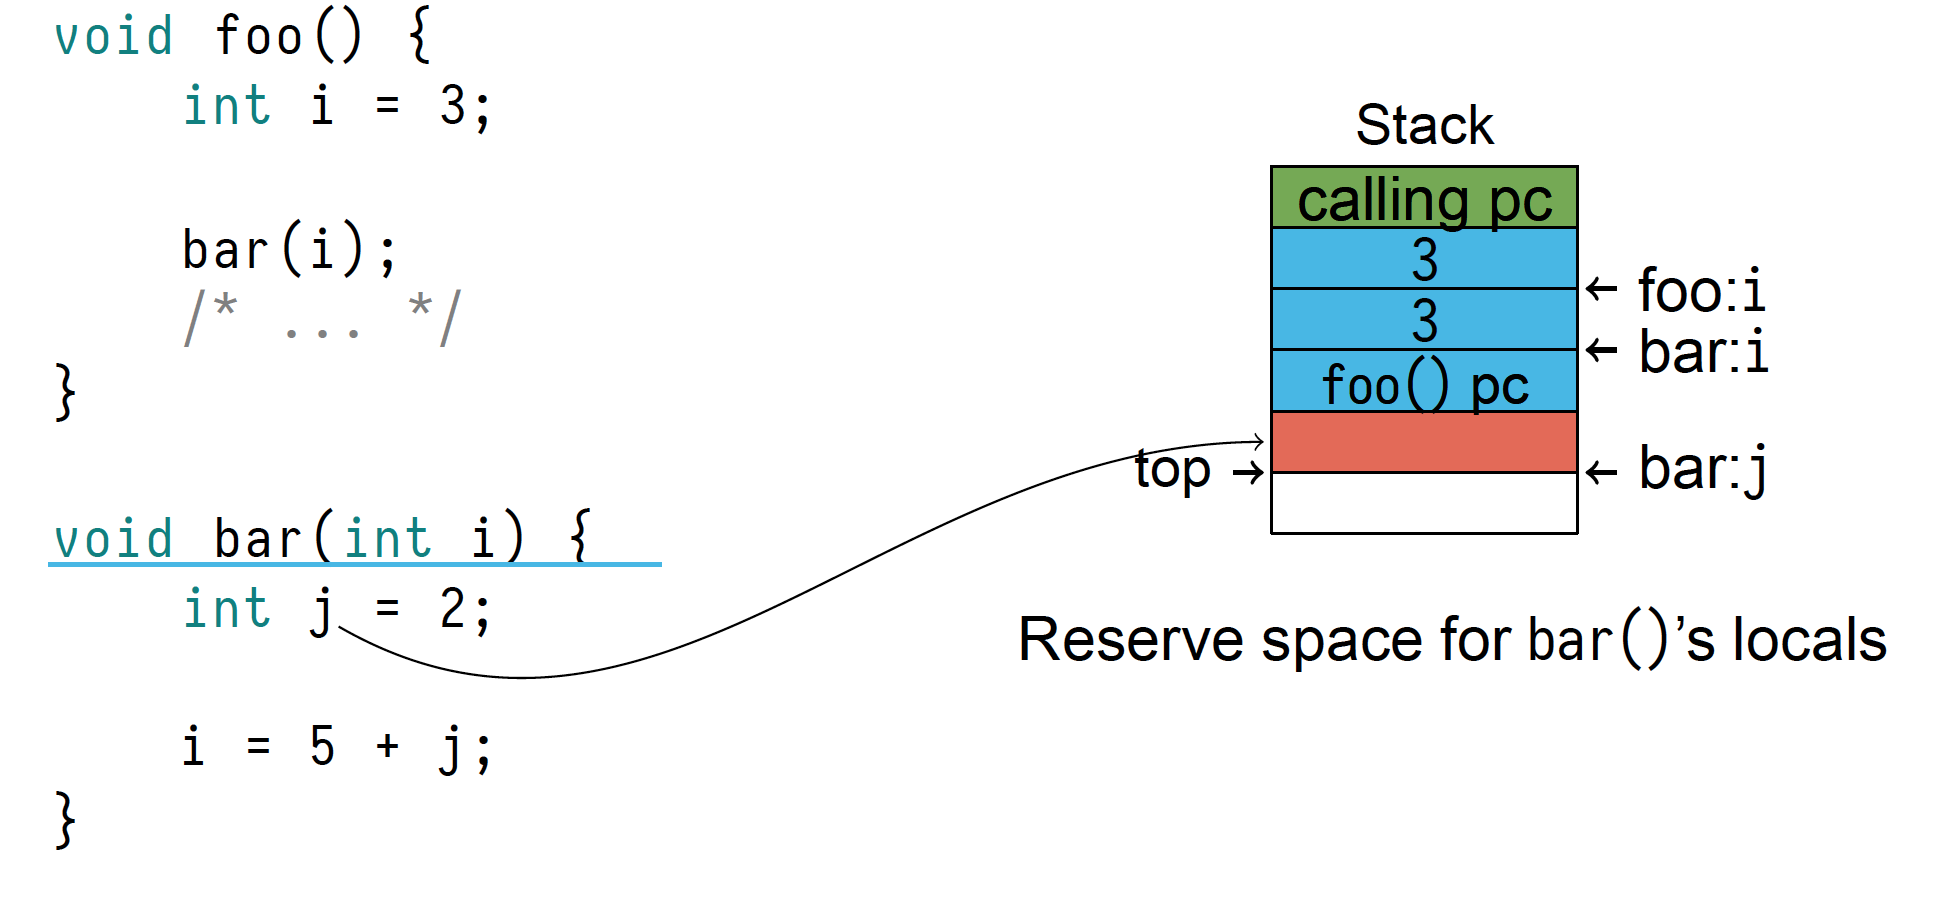 void foo() {
    int i = 3;

    bar(i);
    /* ... */
}

void bar(int i) {
    int j = 2;

    i = 5 + j;
}
Stack
calling pc
3
← foo:i
3
← bar:i
foo() pc
top →
← bar:j
Reserve space for bar()’s locals